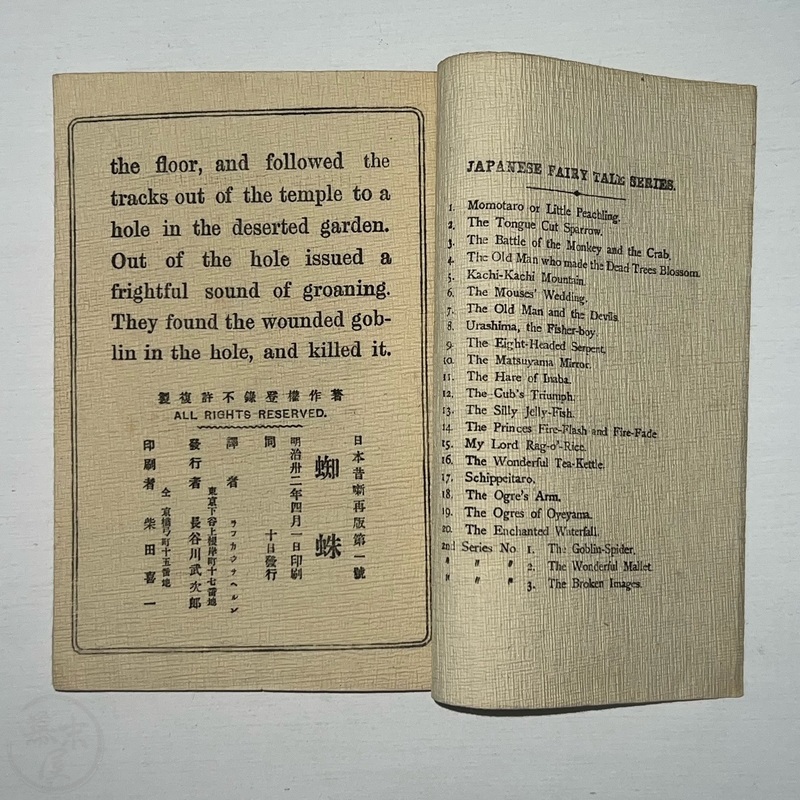 the floor, and followed the
tracks out of the temple to a
hole in the deserted garden.
Out of the hole issued a
frightful sound of groaning.
They found the wounded gob-
lin in the hole, and killed it.
製複許不錄登權作著
ALL RIGHTS RESERVED.
日本昔噺再版第一號
蜘蛛
明治卅二年四月一日印刷
同 十日發行
譯者 ラフカヂオヘルン
東京下谷上根岸町十七番地
發行者 長谷川武次郎
仝京橋弓町十五番地
印刷者 柴田喜一
JAPANESE FAIRY TALE SERIES.
1. Momotaro or Little Peachling.
2. The Tongue Cut Sparrow.
3. The Battle of the Monkey and the Crab.
4. The Old Man who made the Dead Trees Blossom.
5. Kachi-Kachi Mountain.
6. The Mouses' Wedding.
7. The Old Man and the Devils.
8. Urashima, the Fisher-boy.
9. The Eight-Headed Serpent.
10. The Matsuyama Mirror.
11. The Hare of Inaba.
12. The Cub's Triumph.
13. The Silly Jelly-Fish.
14. The Princes Fire-Flash and Fire-Fade.
15. My Lord Bag-o'-Rice.
16. The Wonderful Tea-Kettle.
17. Schippeitaro.
18. The Ogre's Arm.
19. The Ogres of Oyeyama.
20. The Enchanted Waterfall.
2nd Series No. 1. The Goblin-Spider.
" " " 2. The Wonderful Mallet.
" " " 3. The Broken Images.